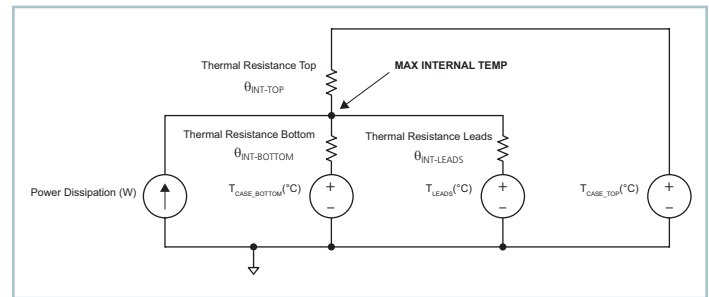 Thermal Resistance Top
θINT-TOP
MAX INTERNAL TEMP
Thermal Resistance Bottom
θINT-BOTTOM
Thermal Resistance Leads
θINT-LEADS
Power Dissipation (W)
TCASE_BOTTOM(°C)
+
–
TLEADS(°C)
+
–
TCASE_TOP(°C)
+
–